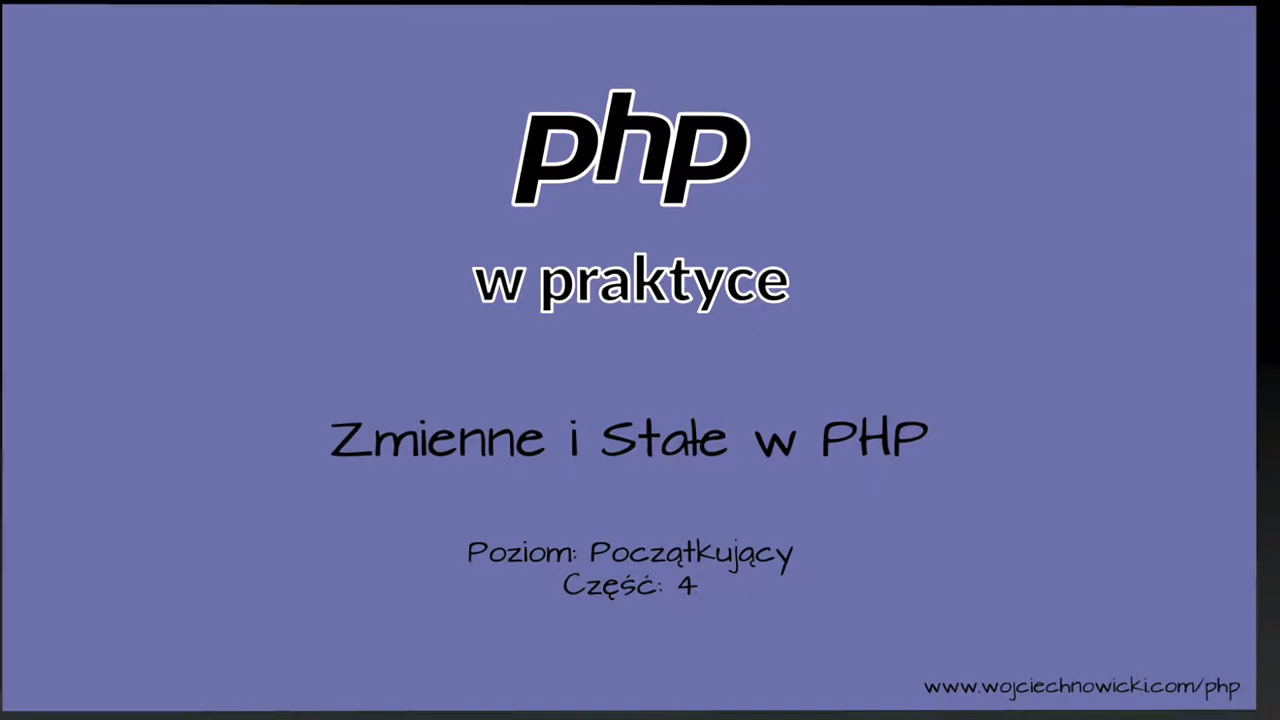 php
w praktyce
Zmienne i Stałe w PHP
Poziom: Początkujący
Część: 4
www.wojciechnowicki.com/php